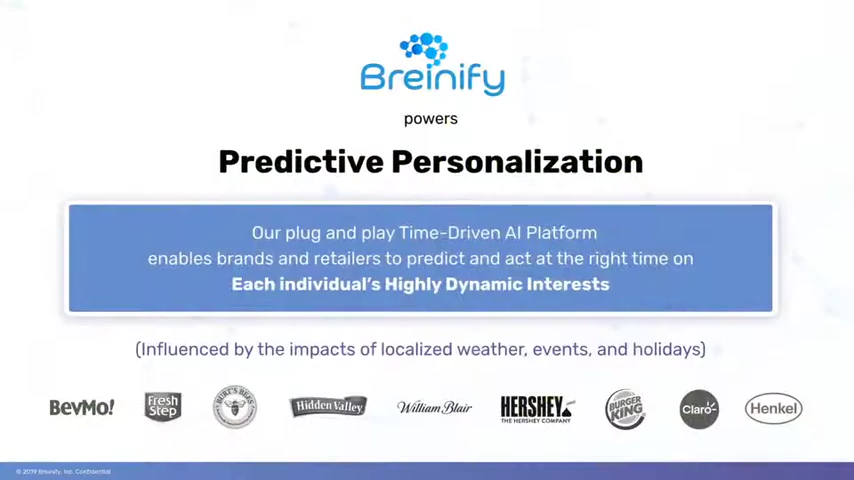 Breinify
powers
Predictive Personalization
Our plug and play Time-Driven AI Platform
enables brands and retailers to predict and act at the right time on
Each individual's Highly Dynamic Interests
(Influenced by the impacts of localized weather, events, and holidays)
BevMo! Fresh Step BURT'S BEES Hidden Valley William Blair HERSHEY THE HERSHEY COMPANY BURGER KING Claro Henkel
© 2019 Breinify, Inc. Confidential